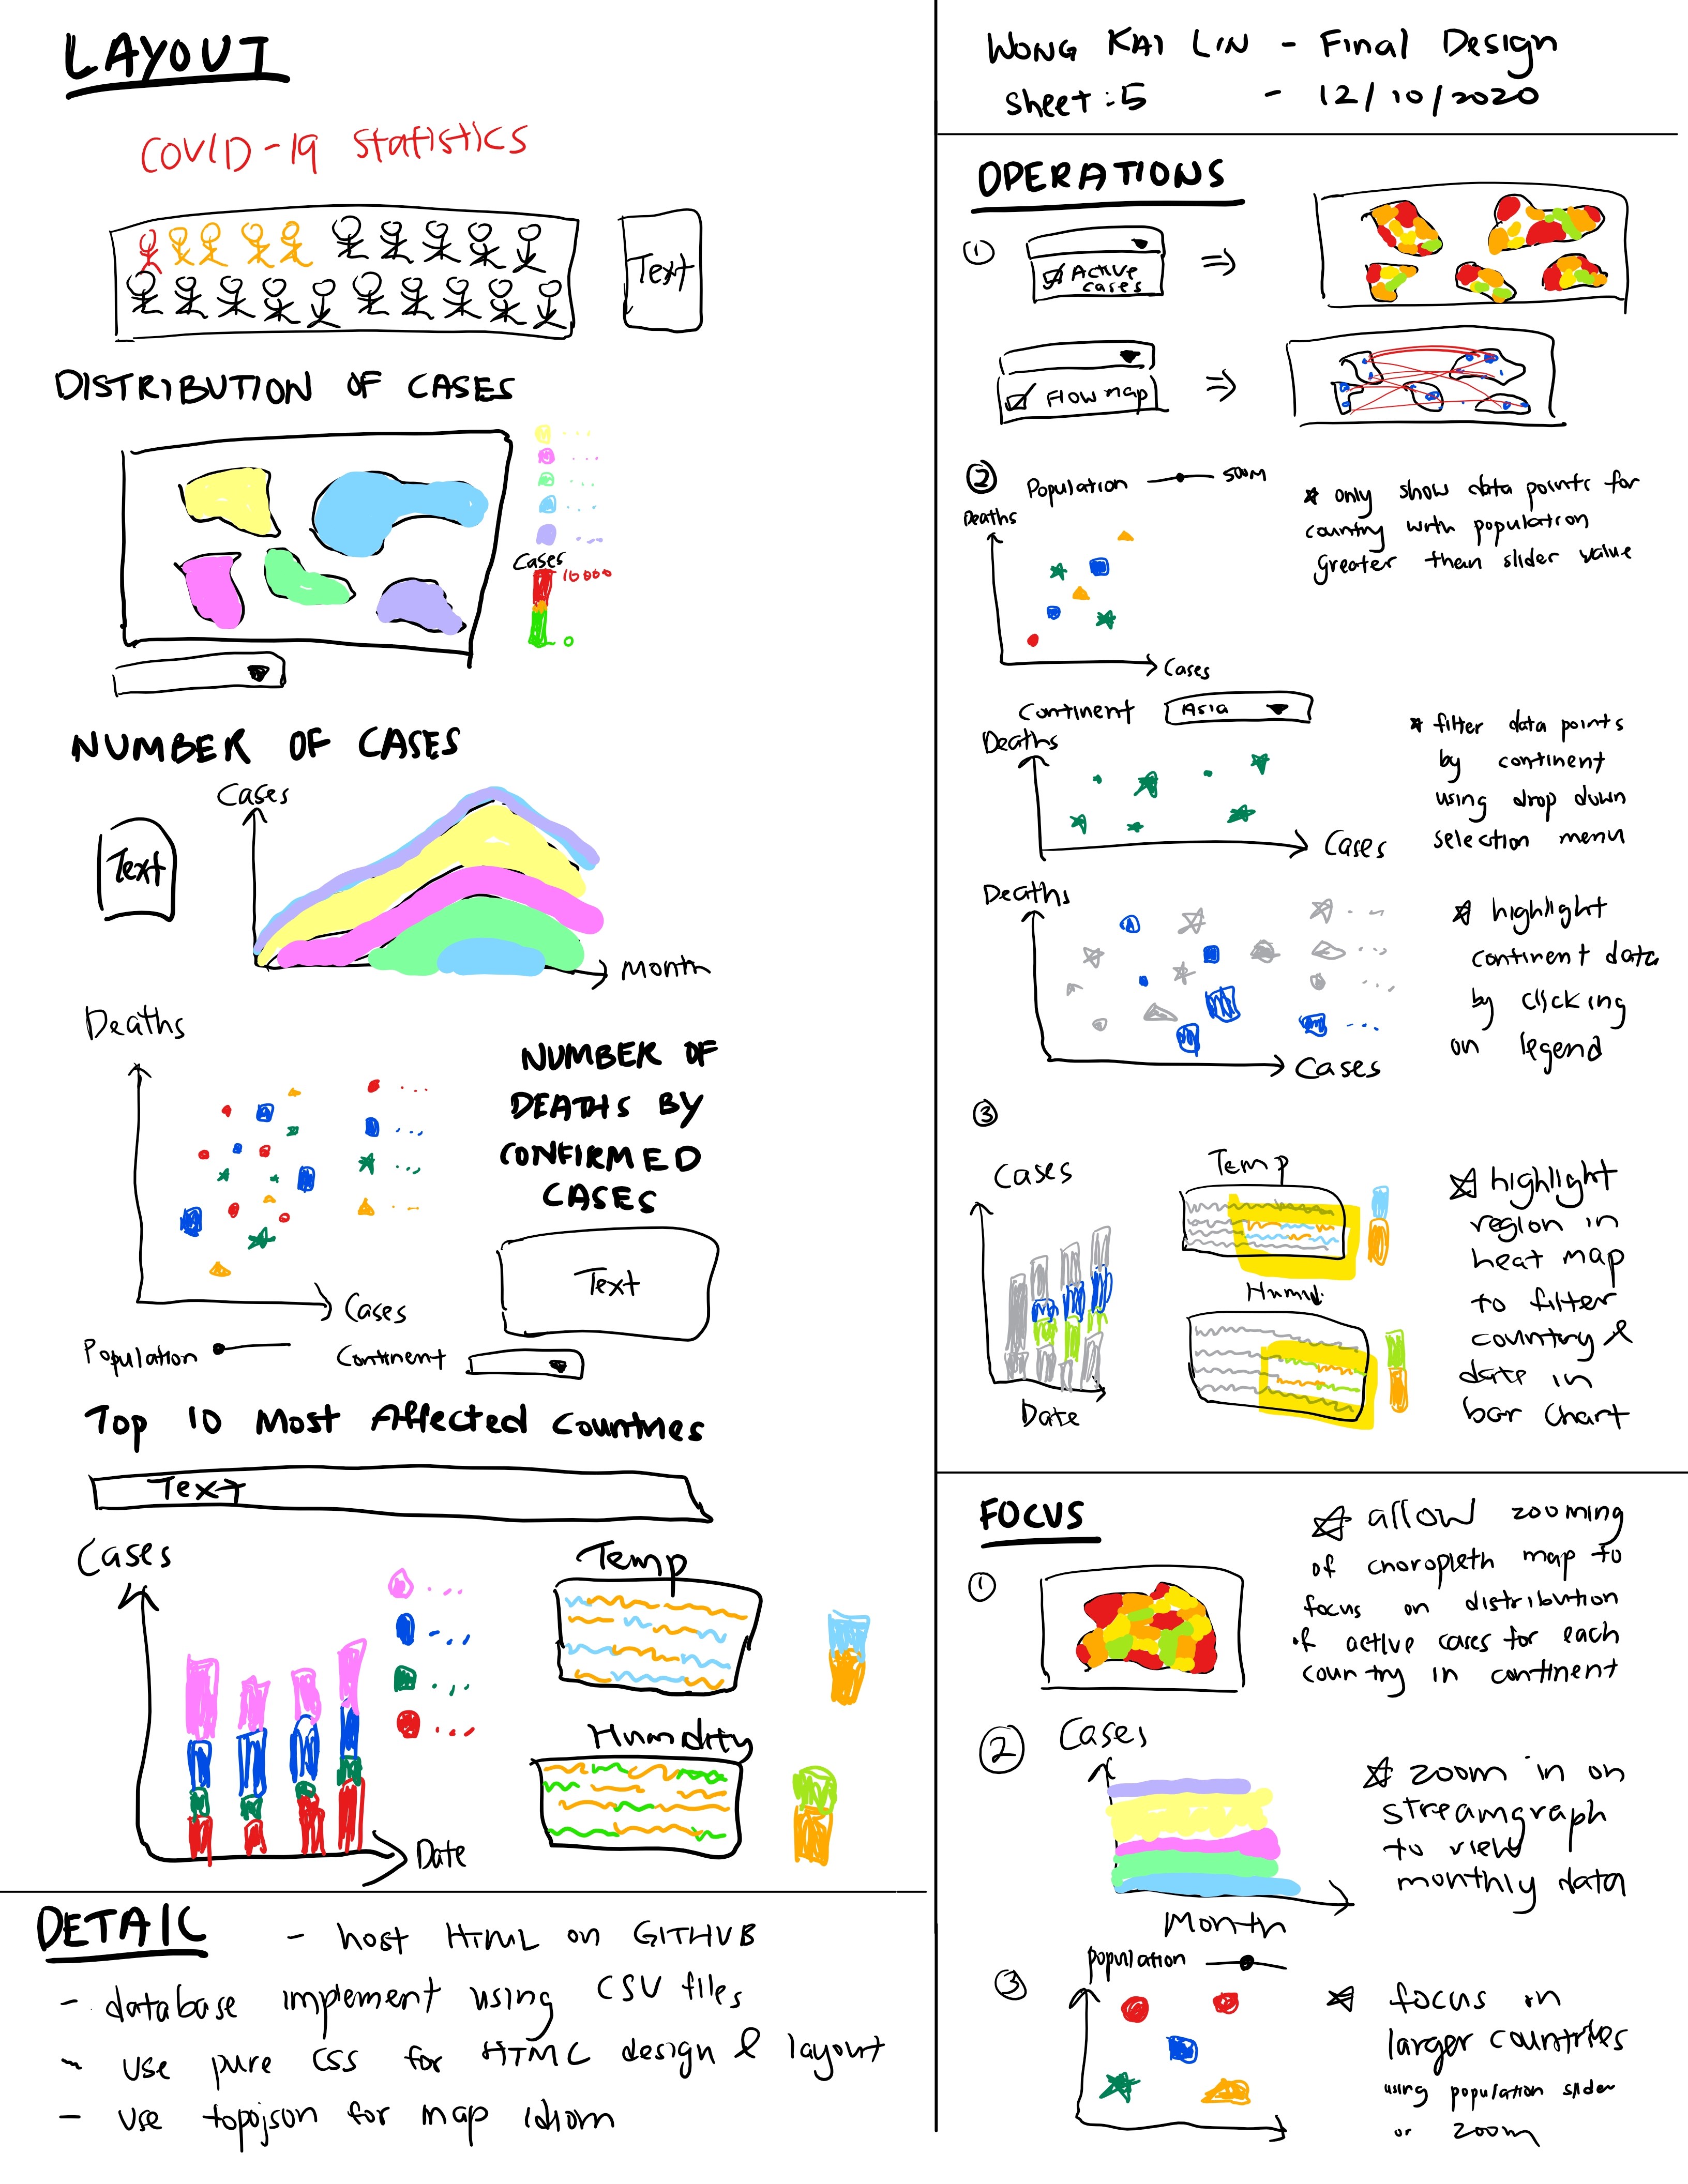 LAYOUT
COVID-19 statistics
Text
DISTRIBUTION OF CASES
Cases
10000
0
NUMBER OF CASES
Cases
Text
Month
Deaths
NUMBER OF
DEATHS BY
CONFIRMED
CASES
Text
Cases
Population
Continent
Top 10 Most Affected Countries
Text
Cases
Temp
Humidity
Date
DETAIL
- host HTML on GITHUB
- database implement using CSV files
- use pure CSS for HTML design & layout
- use topojson for map idiom
WONG KAI LIN - Final Design
Sheet: 5 - 12/10/2020
OPERATIONS
1
Active
cases
Flow map
2
Population 500M
Deaths
Cases
* only show data points for
country with population
Greater than slider value
Continent Asia
Deaths
Cases
* filter data points
by continent
using drop down
selection menu
Deaths
Cases
* highlight
continent data
by clicking
on legend
3
Cases
Date
Temp
Humid.
* highlight
region in
heat map
to filter
country &
date in
bar chart
FOCUS
1
* allow zooming
of choropleth map to
focus on distribution
of active cases for each
country in continent
2
Cases
Month
* zoom in on
streamgraph
to view
monthly data
3
population
* focus on
larger countries
using population slider
or zoom